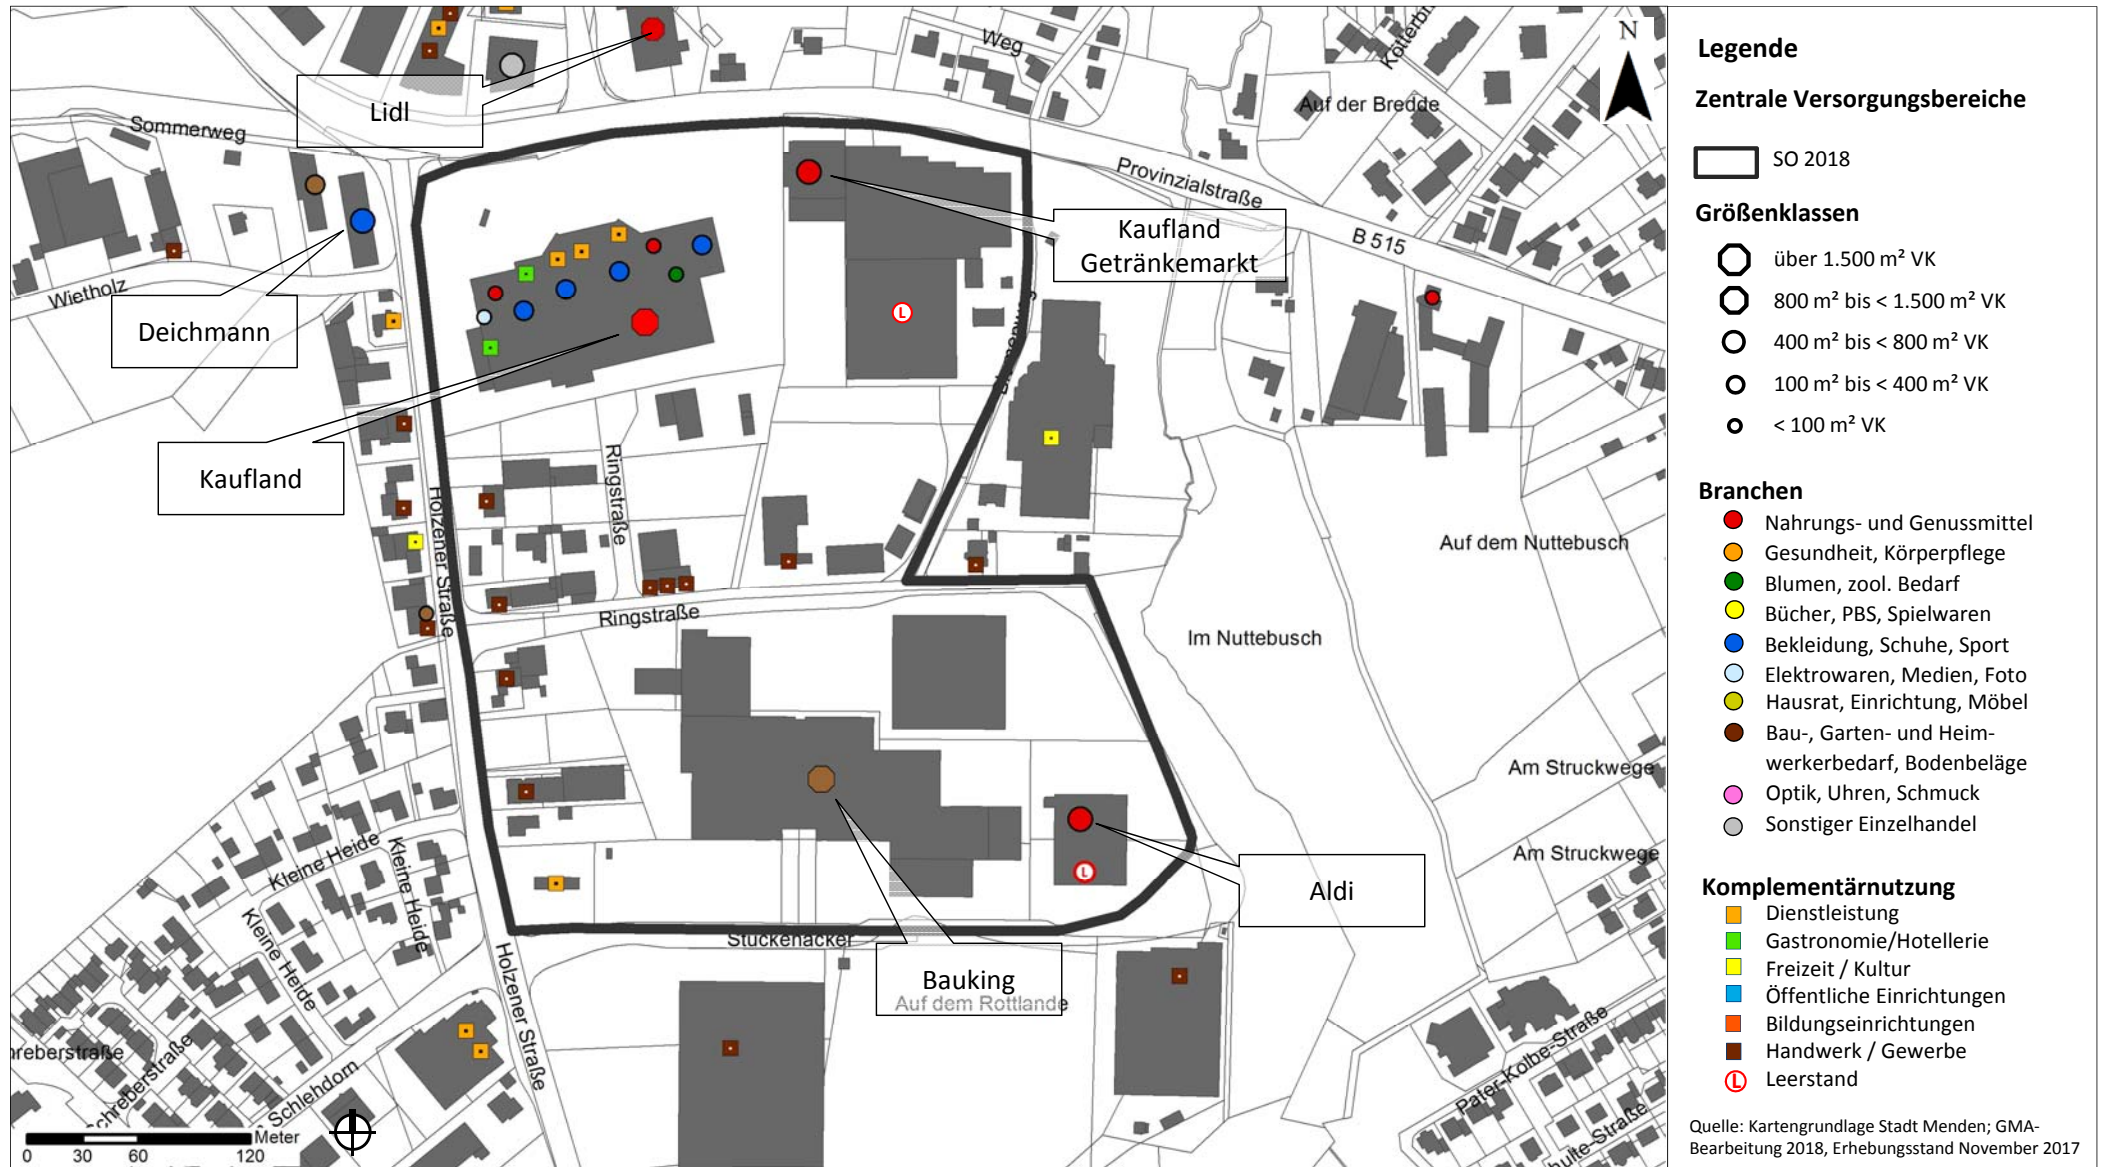 Lidl
Sommerweg
Weg
Auf der Bredde
N
Provinzialstraße
B 515
Kaufland
Getränkemarkt
L
Wietholz
Deichmann
Kaufland
Ringstraße
Holzener Straße
Ringstraße
Auf dem Nuttebusch
Im Nuttebusch
Am Struckwege
Am Struckwege
Kleine Heide
Kleine Heide
Kleine Heide
L
Aldi
Stuckenacker
Bauking
Auf dem Rottlande
Holzener Straße
Schreberstraße
Schlehdorn
Pater-Kolbe-Straße
Meter
0 30 60 120
Legende
Zentrale Versorgungsbereiche
SO 2018
Größenklassen
über 1.500 m² VK
800 m² bis < 1.500 m² VK
400 m² bis < 800 m² VK
100 m² bis < 400 m² VK
< 100 m² VK
Branchen
Nahrungs- und Genussmittel
Gesundheit, Körperpflege
Blumen, zool. Bedarf
Bücher, PBS, Spielwaren
Bekleidung, Schuhe, Sport
Elektrowaren, Medien, Foto
Hausrat, Einrichtung, Möbel
Bau-, Garten- und Heim-
werkerbedarf, Bodenbeläge
Optik, Uhren, Schmuck
Sonstiger Einzelhandel
Komplementärnutzung
Dienstleistung
Gastronomie/Hotellerie
Freizeit / Kultur
Öffentliche Einrichtungen
Bildungseinrichtungen
Handwerk / Gewerbe
L Leerstand
Quelle: Kartengrundlage Stadt Menden; GMA-
Bearbeitung 2018, Erhebungsstand November 2017